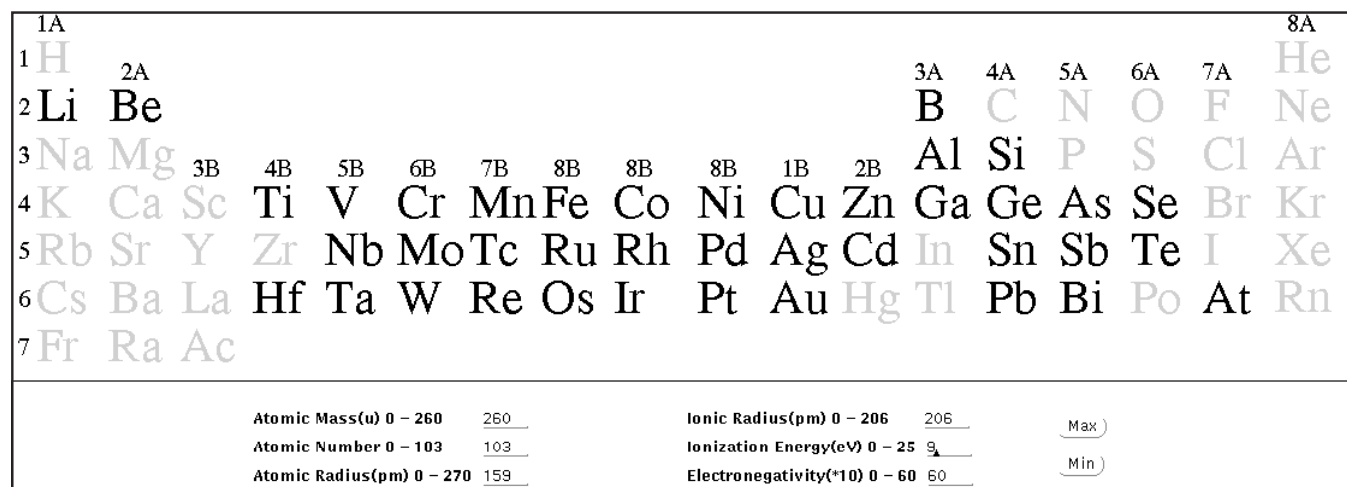 1A 8A
1 H He
2A 3A 4A 5A 6A 7A
2 Li Be B C N O F Ne
3 Na Mg Al Si P S Cl Ar
3B 4B 5B 6B 7B 8B 8B 8B 1B 2B
4 K Ca Sc Ti V Cr Mn Fe Co Ni Cu Zn Ga Ge As Se Br Kr
5 Rb Sr Y Zr Nb Mo Tc Ru Rh Pd Ag Cd In Sn Sb Te I Xe
6 Cs Ba La Hf Ta W Re Os Ir Pt Au Hg Tl Pb Bi Po At Rn
7 Fr Ra Ac
Atomic Mass(u) 0 – 260 260 Ionic Radius(pm) 0 – 206 206 Max
Atomic Number 0 – 103 103 Ionization Energy(eV) 0 – 25 9
Atomic Radius(pm) 0 – 270 159 Electronegativity(*10) 0 – 60 60 Min